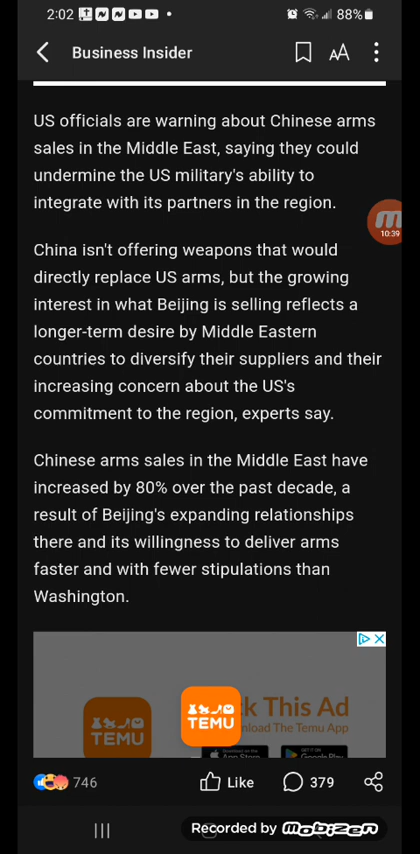 2:02 88%
Business Insider AA
US officials are warning about Chinese arms
sales in the Middle East, saying they could
undermine the US military's ability to
integrate with its partners in the region.
10:39
China isn't offering weapons that would
directly replace US arms, but the growing
interest in what Beijing is selling reflects a
longer-term desire by Middle Eastern
countries to diversify their suppliers and their
increasing concern about the US's
commitment to the region, experts say.
Chinese arms sales in the Middle East have
increased by 80% over the past decade, a
result of Beijing's expanding relationships
there and its willingness to deliver arms
faster and with fewer stipulations than
Washington.
This Ad
TEMU TEMU The Temu App
App Store Google Play
746 Like 379
Recorded by mobizen